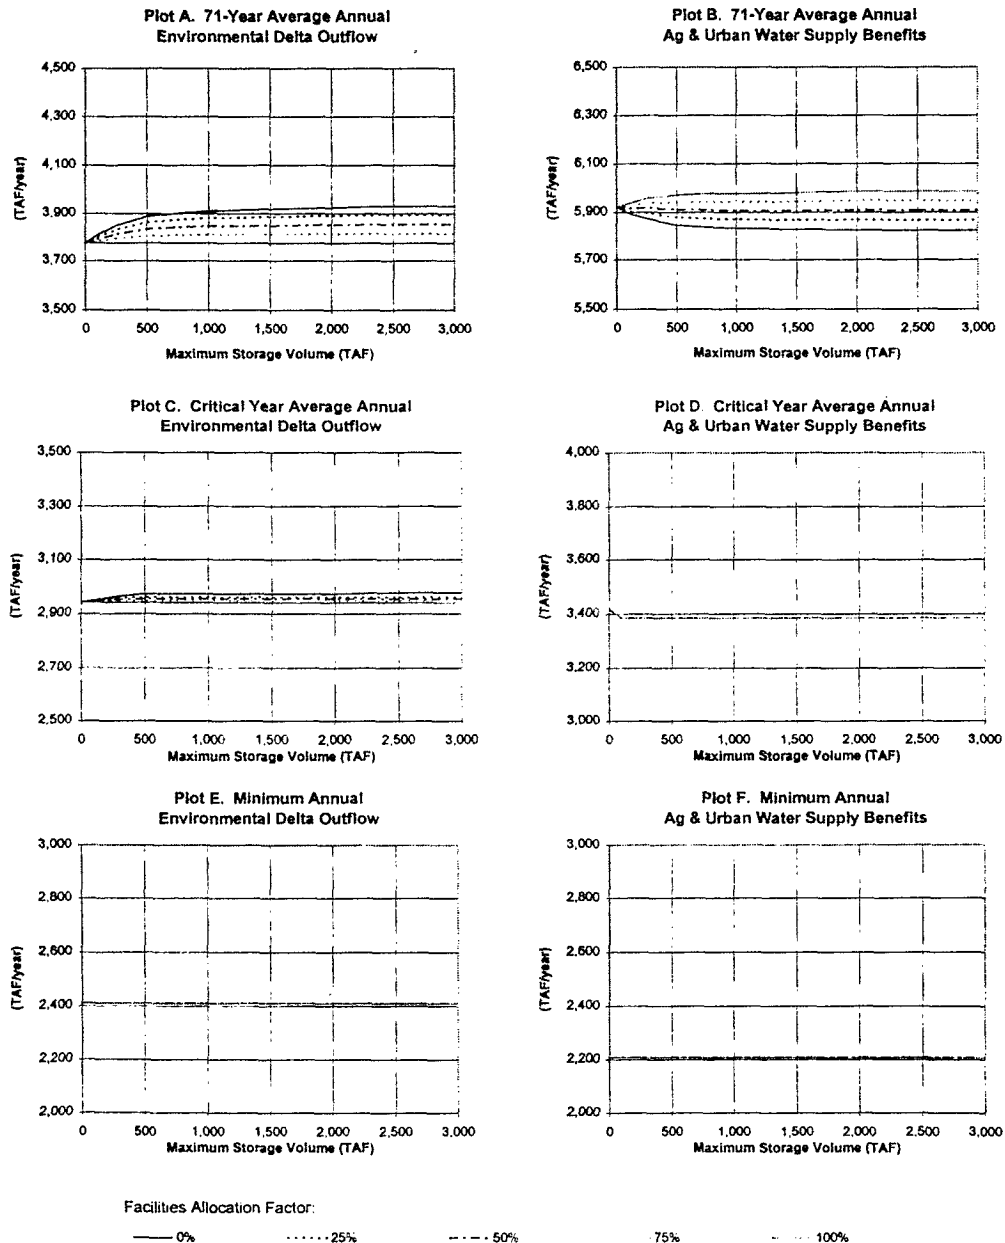 Plot A. 71-Year Average Annual
Environmental Delta Outflow
4,500
4,300
4,100
3,900
3,700
3,500
(TAF/year)
0 500 1,000 1,500 2,000 2,500 3,000
Maximum Storage Volume (TAF)
Plot B. 71-Year Average Annual
Ag & Urban Water Supply Benefits
6,500
6,300
6,100
5,900
5,700
5,500
(TAF/year)
0 500 1,000 1,500 2,000 2,500 3,000
Maximum Storage Volume (TAF)
Plot C. Critical Year Average Annual
Environmental Delta Outflow
3,500
3,300
3,100
2,900
2,700
2,500
(TAF/year)
0 500 1,000 1,500 2,000 2,500 3,000
Maximum Storage Volume (TAF)
Plot D. Critical Year Average Annual
Ag & Urban Water Supply Benefits
4,000
3,800
3,600
3,400
3,200
3,000
(TAF/year)
0 500 1,000 1,500 2,000 2,500 3,000
Maximum Storage Volume (TAF)
Plot E. Minimum Annual
Environmental Delta Outflow
3,000
2,800
2,600
2,400
2,200
2,000
(TAF/year)
0 500 1,000 1,500 2,000 2,500 3,000
Maximum Storage Volume (TAF)
Plot F. Minimum Annual
Ag & Urban Water Supply Benefits
3,000
2,800
2,600
2,400
2,200
2,000
(TAF/year)
0 500 1,000 1,500 2,000 2,500 3,000
Maximum Storage Volume (TAF)
Facilities Allocation Factor:
0% 25% 50% 75% 100%